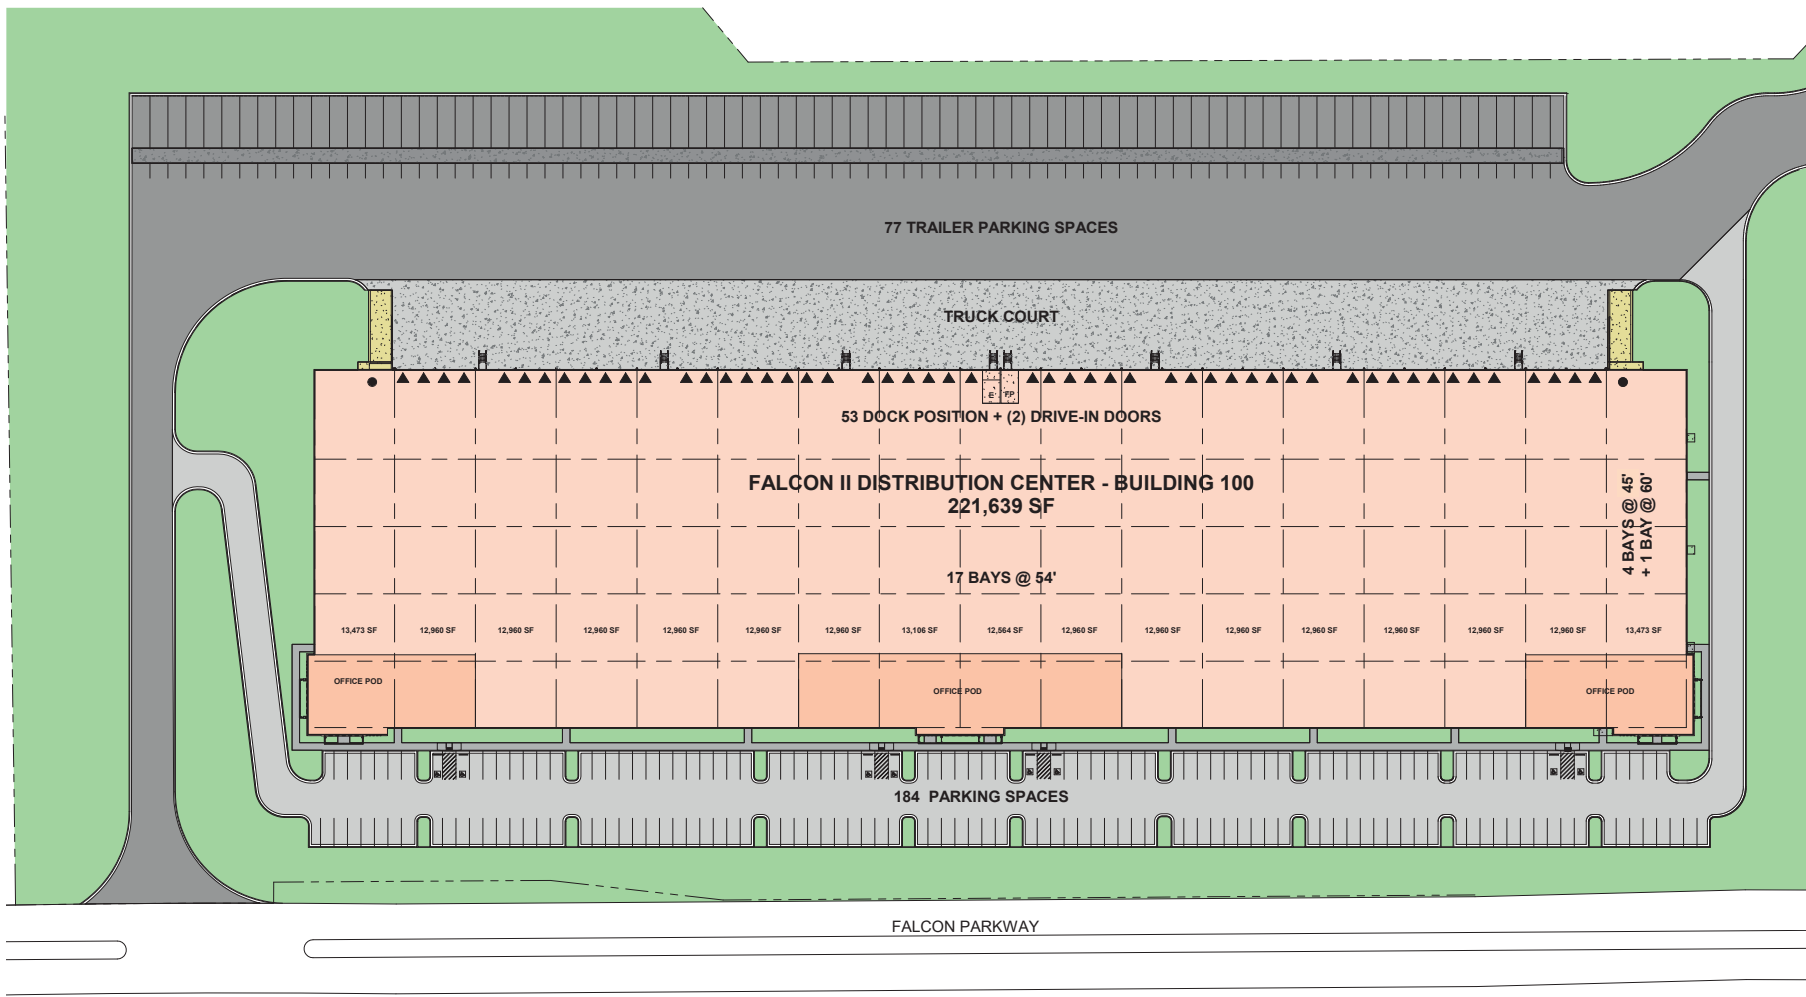 77 TRAILER PARKING SPACES
TRUCK COURT
E FP
53 DOCK POSITION + (2) DRIVE-IN DOORS
FALCON II DISTRIBUTION CENTER - BUILDING 100
221,639 SF
4 BAYS @ 45'
+ 1 BAY @ 60'
17 BAYS @ 54'
13,473 SF 12,960 SF 12,960 SF 12,960 SF 12,960 SF 12,960 SF 12,960 SF 13,106 SF 12,564 SF 12,960 SF 12,960 SF 12,960 SF 12,960 SF 12,960 SF 12,960 SF 12,960 SF 13,473 SF
OFFICE POD
OFFICE POD
OFFICE POD
184 PARKING SPACES
FALCON PARKWAY